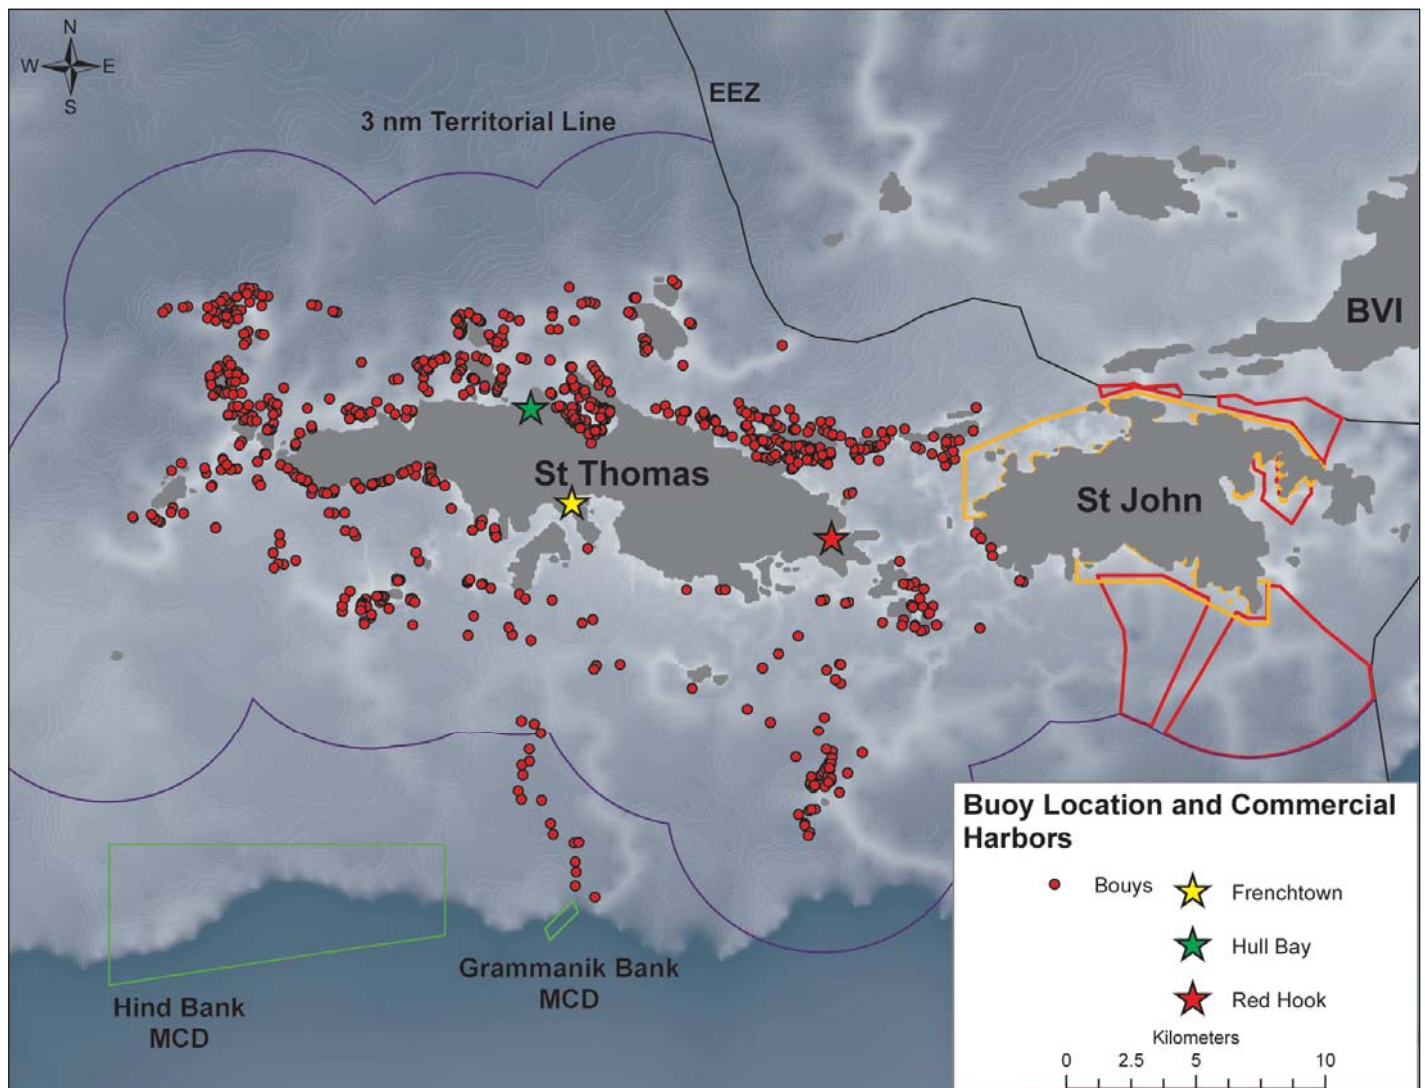 N
W E
S
3 nm Territorial Line
EEZ
BVI
St Thomas
St John
Hind Bank
MCD
Grammanik Bank
MCD
Buoy Location and Commercial
Harbors
Bouys
Frenchtown
Hull Bay
Red Hook
Kilometers
0 2.5 5 10